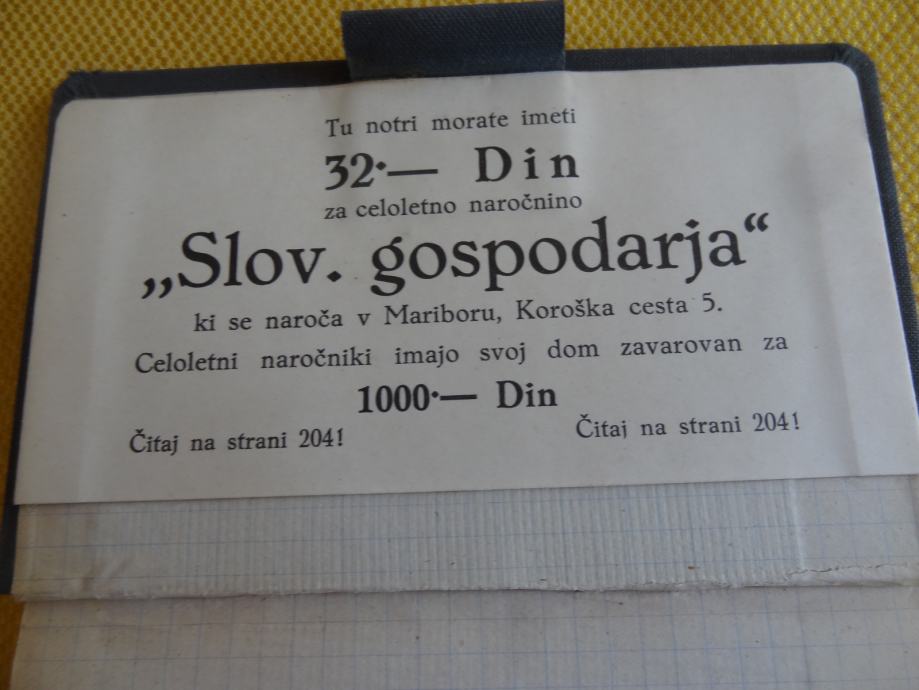 Tu notri morate imeti
32·— Din
za celoletno naročnino
„Slov. gospodarja“
ki se naroča v Mariboru, Koroška cesta 5.
Celoletni naročniki imajo svoj dom zavarovan za
1000·— Din
Čitaj na strani 204! Čitaj na strani 204!